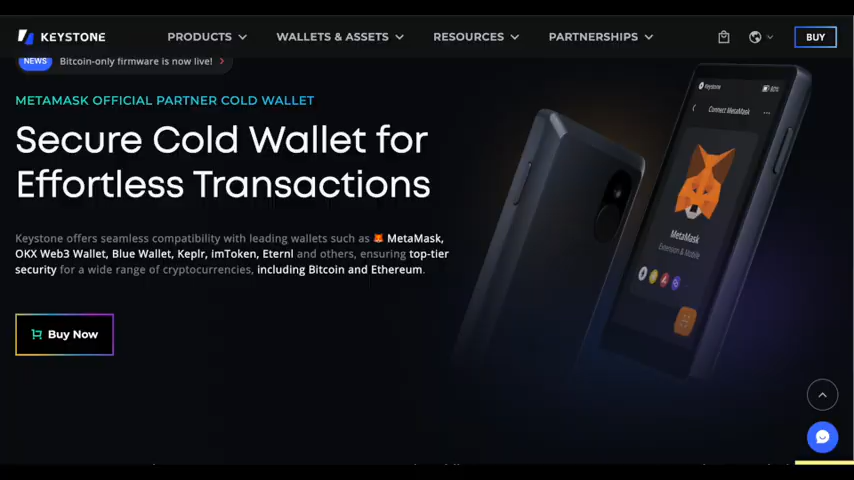 KEYSTONE
PRODUCTS
WALLETS & ASSETS
RESOURCES
PARTNERSHIPS
BUY
NEWS
Bitcoin-only firmware is now live!
METAMASK OFFICIAL PARTNER COLD WALLET
Secure Cold Wallet for
Effortless Transactions
Keystone offers seamless compatibility with leading wallets such as MetaMask,
OKX Web3 Wallet, Blue Wallet, Keplr, imToken, Eternl and others, ensuring top-tier
security for a wide range of cryptocurrencies, including Bitcoin and Ethereum.
Buy Now
Keystone
Connect MetaMask
MetaMask
Extension & Mobile